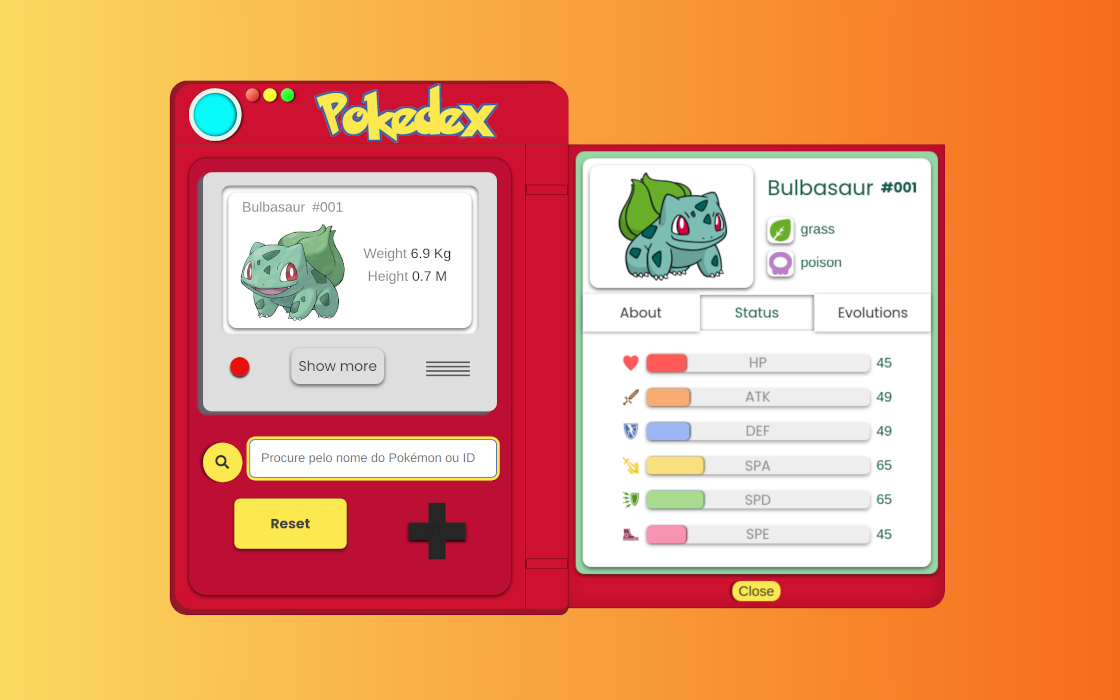 Pokedex
Bulbasaur #001
Weight 6.9 Kg
Height 0.7 M
Show more
Procure pelo nome do Pokémon ou ID
Reset
Bulbasaur #001
grass
poison
About Status Evolutions
HP 45
ATK 49
DEF 49
SPA 65
SPD 65
SPE 45
Close